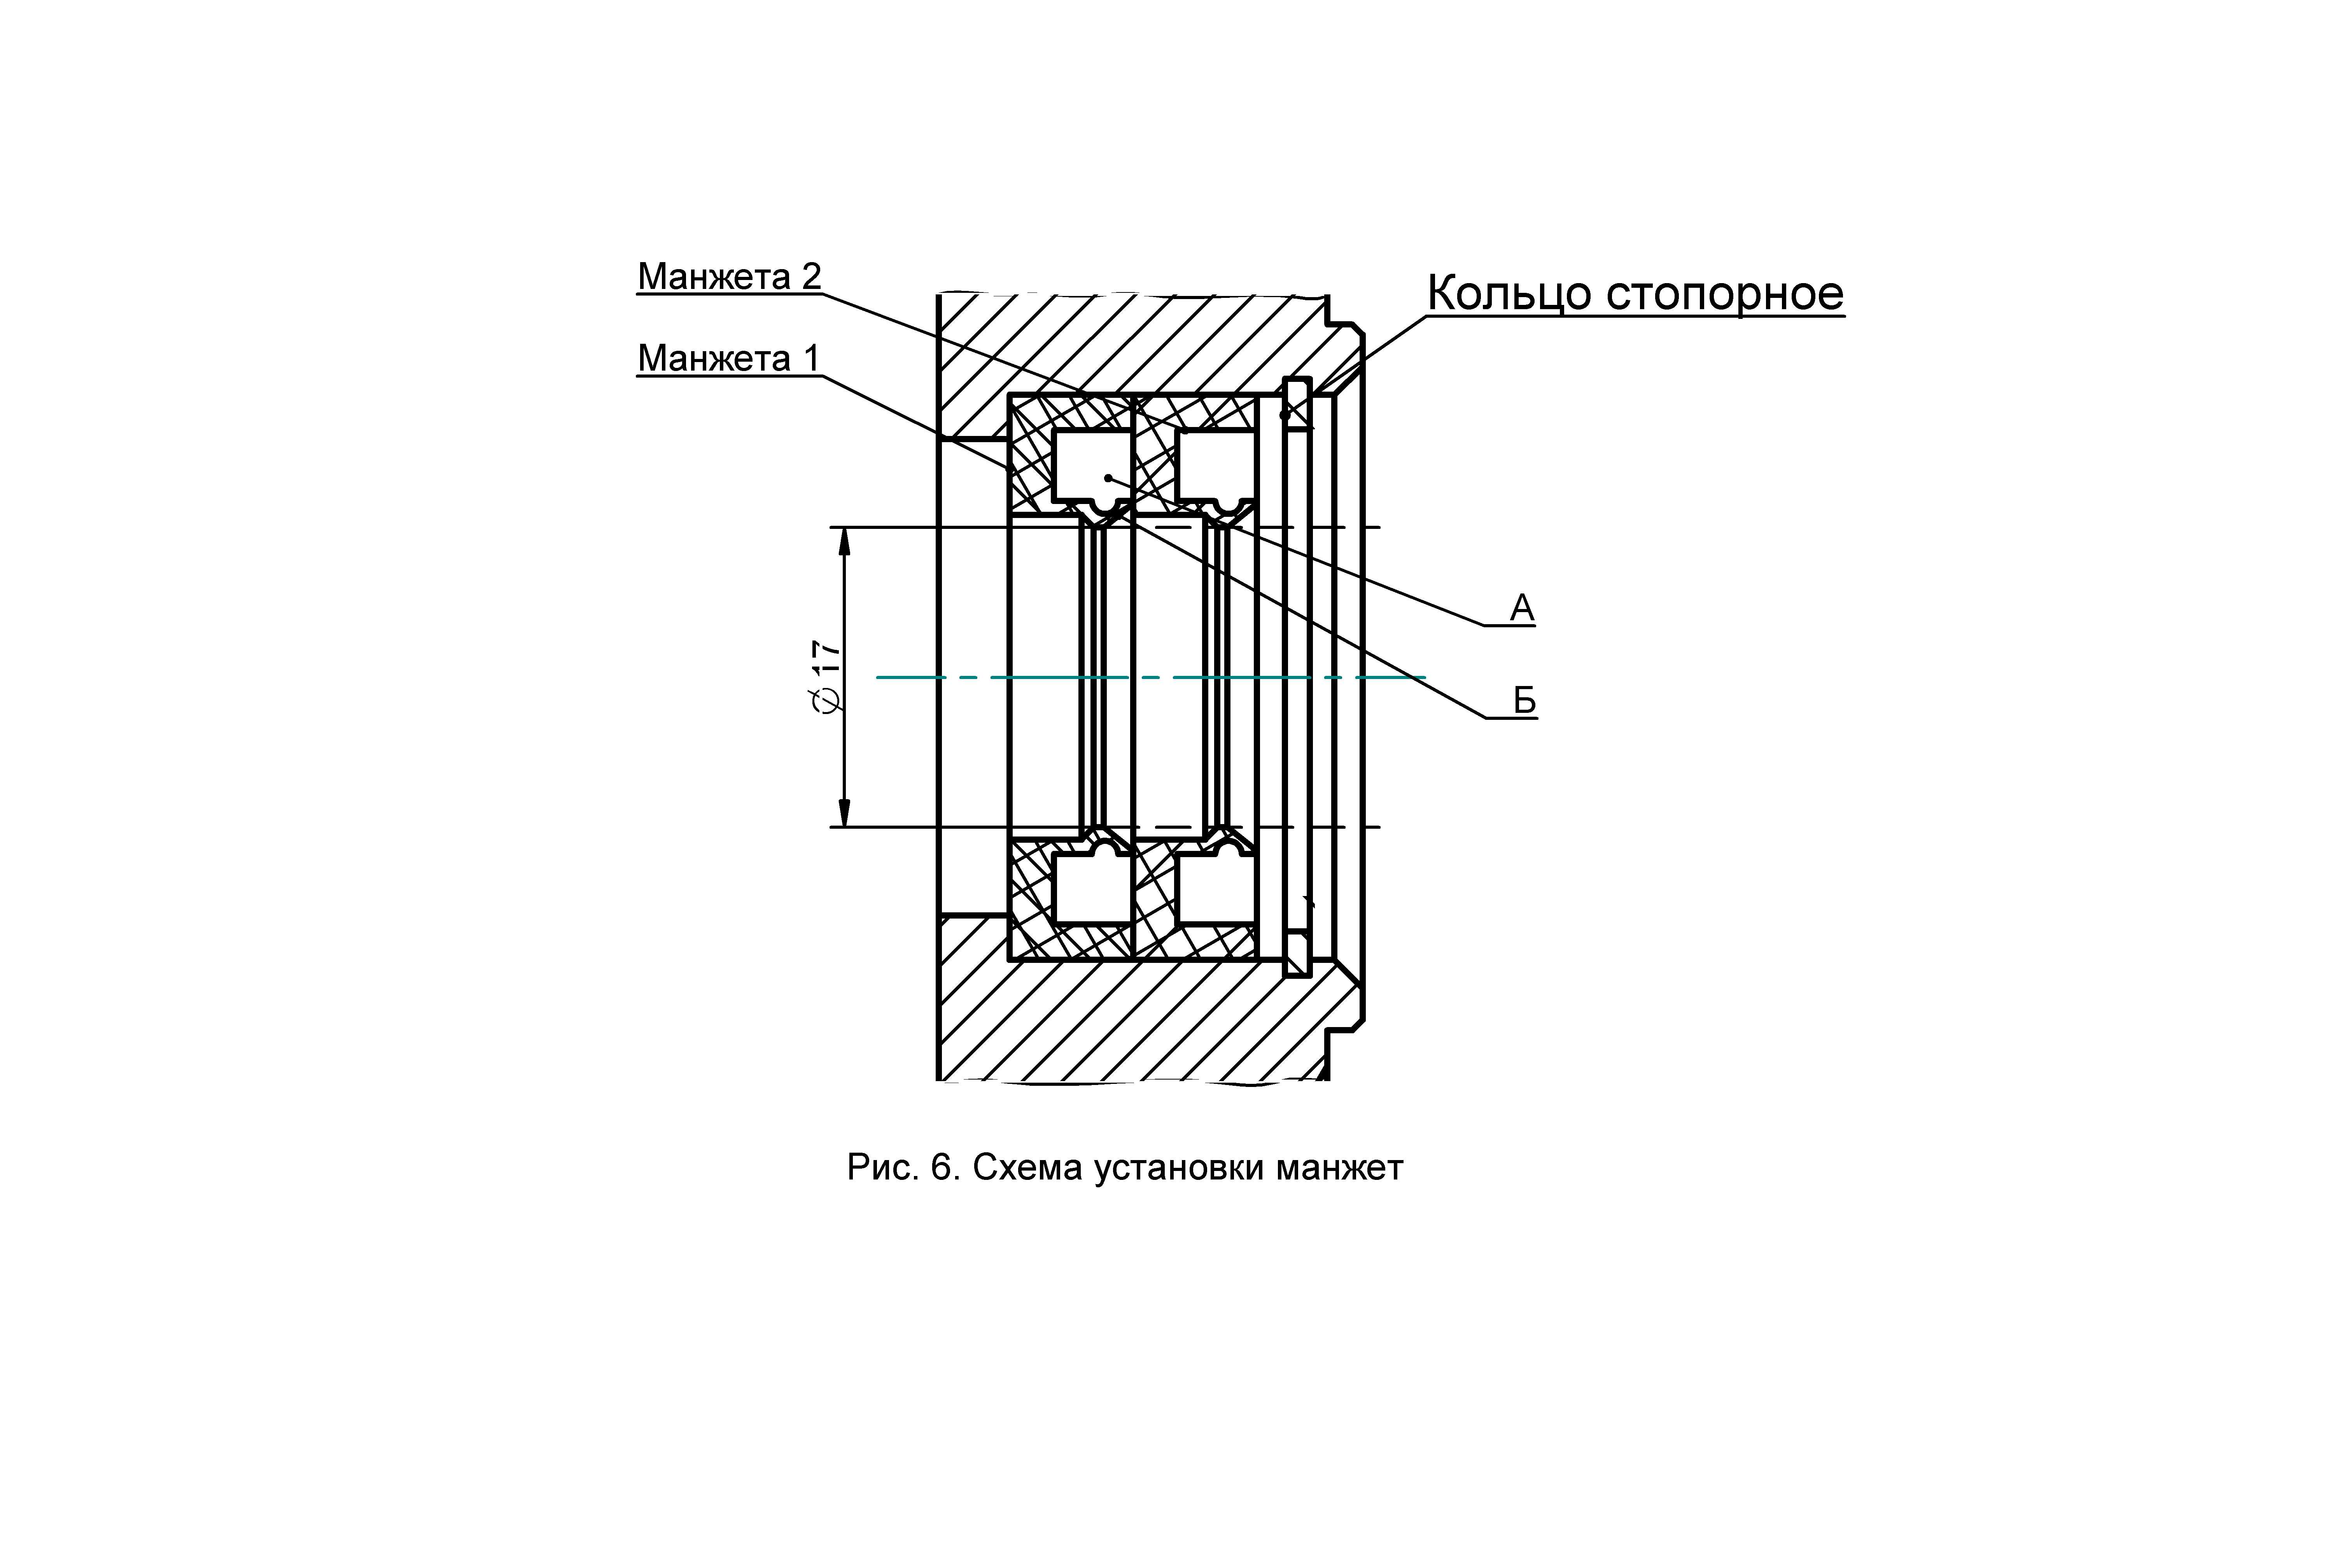 Манжета 2
Кольцо стопорное
Манжета 1
А
⌀17
Б
Рис. 6. Схема установки манжет